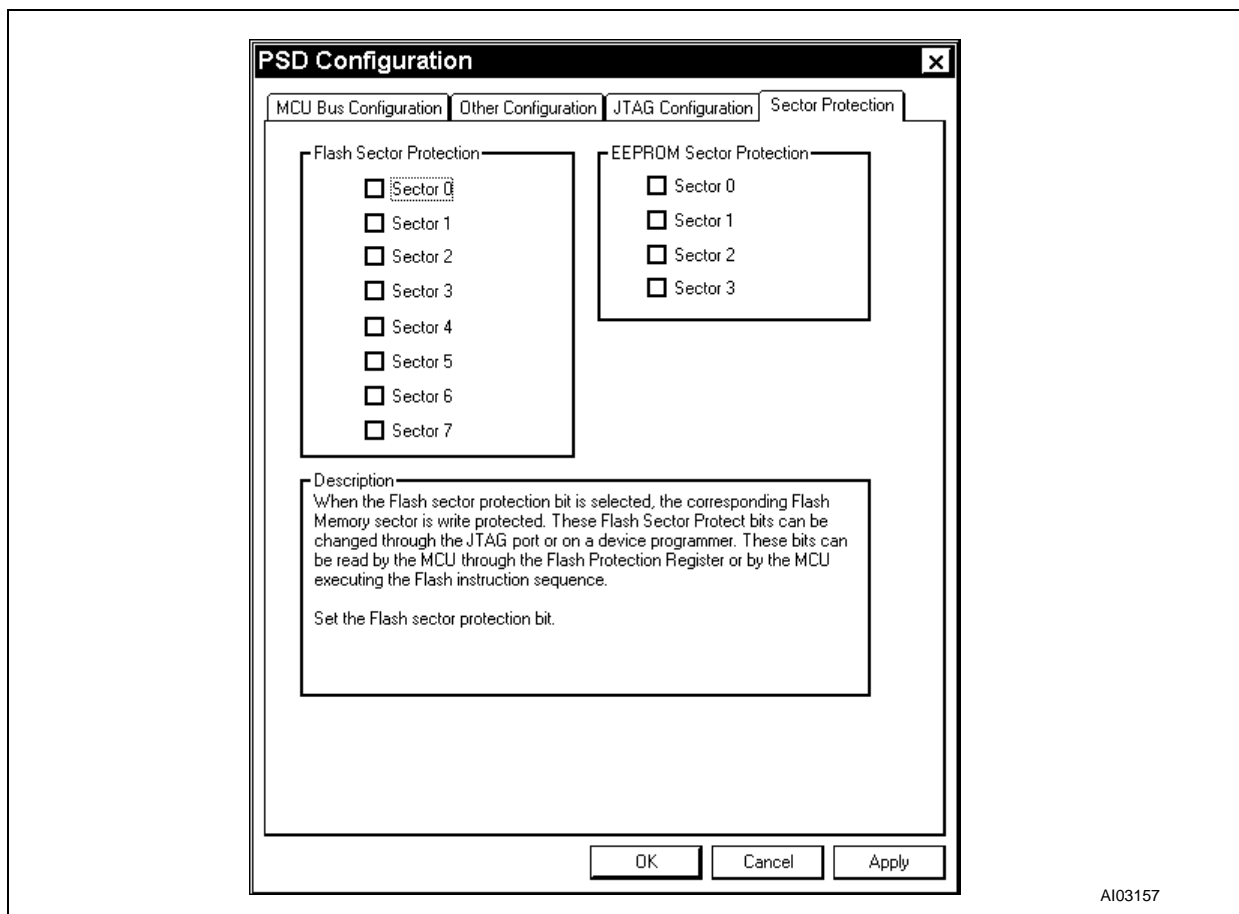 PSD Configuration
MCU Bus Configuration
Other Configuration
JTAG Configuration
Sector Protection
Flash Sector Protection
Sector 0
Sector 1
Sector 2
Sector 3
Sector 4
Sector 5
Sector 6
Sector 7
EEPROM Sector Protection
Sector 0
Sector 1
Sector 2
Sector 3
Description
When the Flash sector protection bit is selected, the corresponding Flash
Memory sector is write protected. These Flash Sector Protect bits can be
changed through the JTAG port or on a device programmer. These bits can
be read by the MCU through the Flash Protection Register or by the MCU
executing the Flash instruction sequence.
Set the Flash sector protection bit.
OK
Cancel
Apply
AI03157